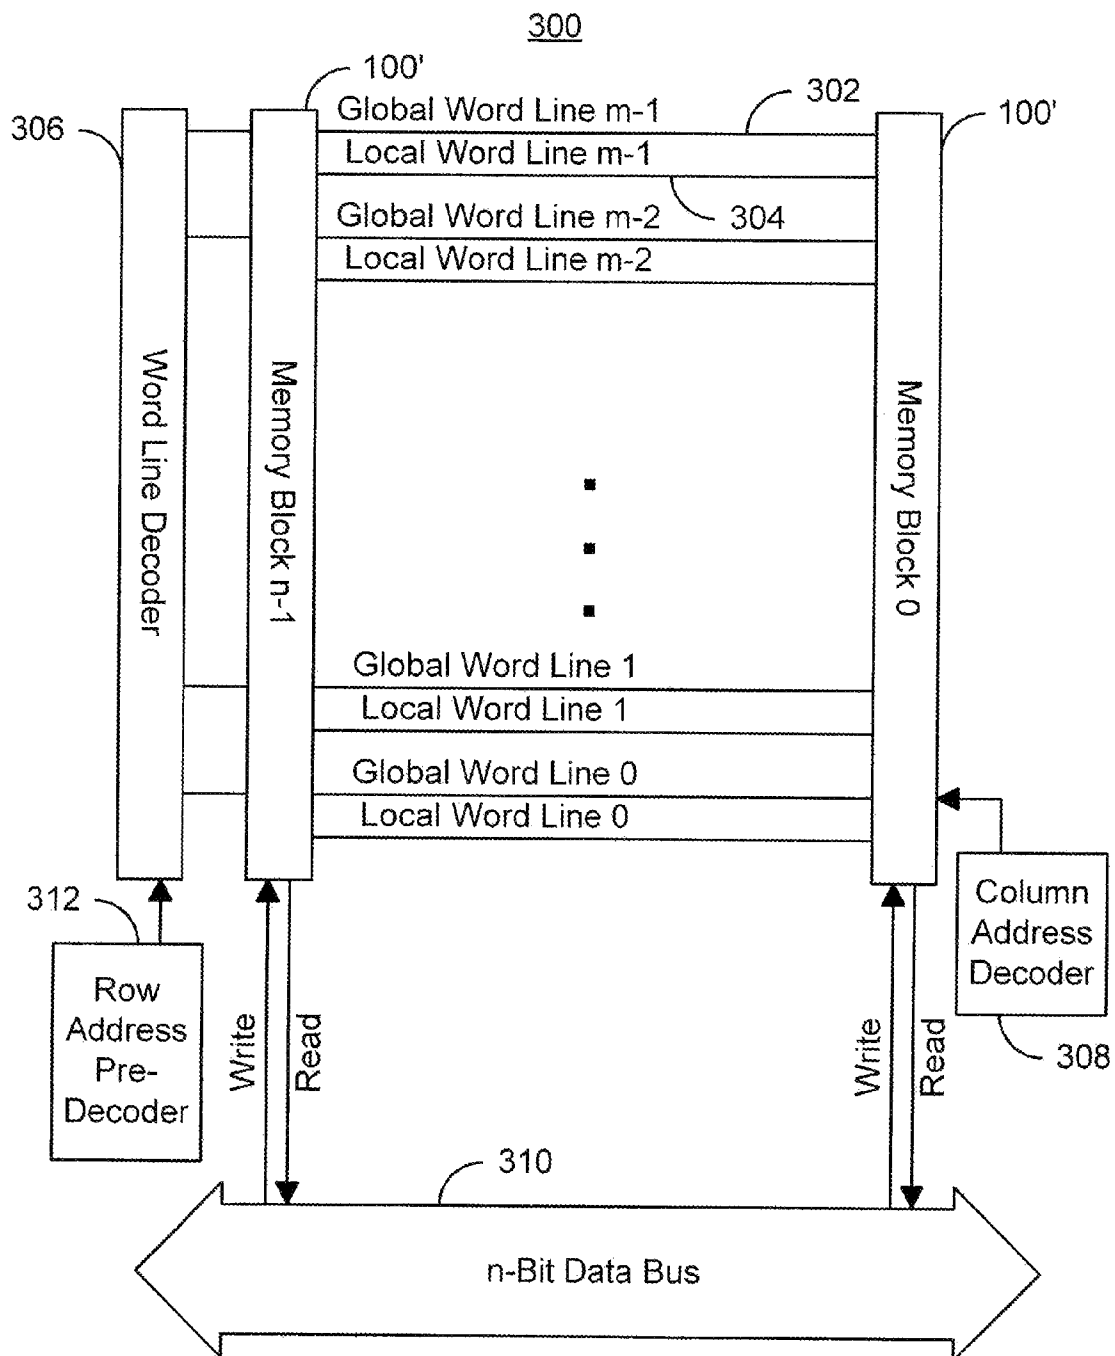 300
100'
Global Word Line m-1
302
306
100'
Local Word Line m-1
304
Global Word Line m-2
Local Word Line m-2
Word Line Decoder
Memory Block n-1
Memory Block 0
Global Word Line 1
Local Word Line 1
Global Word Line 0
Local Word Line 0
312
Row
Address
Pre-
Decoder
Write
Read
Write
Read
Column
Address
Decoder
308
310
n-Bit Data Bus